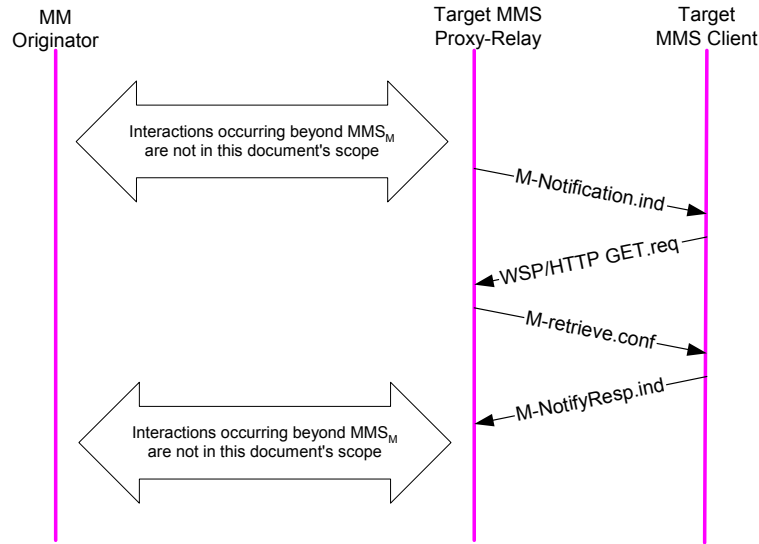 MM
Originator
Target MMS
Proxy-Relay
Target
MMS Client
Interactions occurring beyond MMSM
are not in this document's scope
M-Notification.ind
WSP/HTTP GET.req
M-retrieve.conf
M-NotifyResp.ind
Interactions occurring beyond MMSM
are not in this document's scope